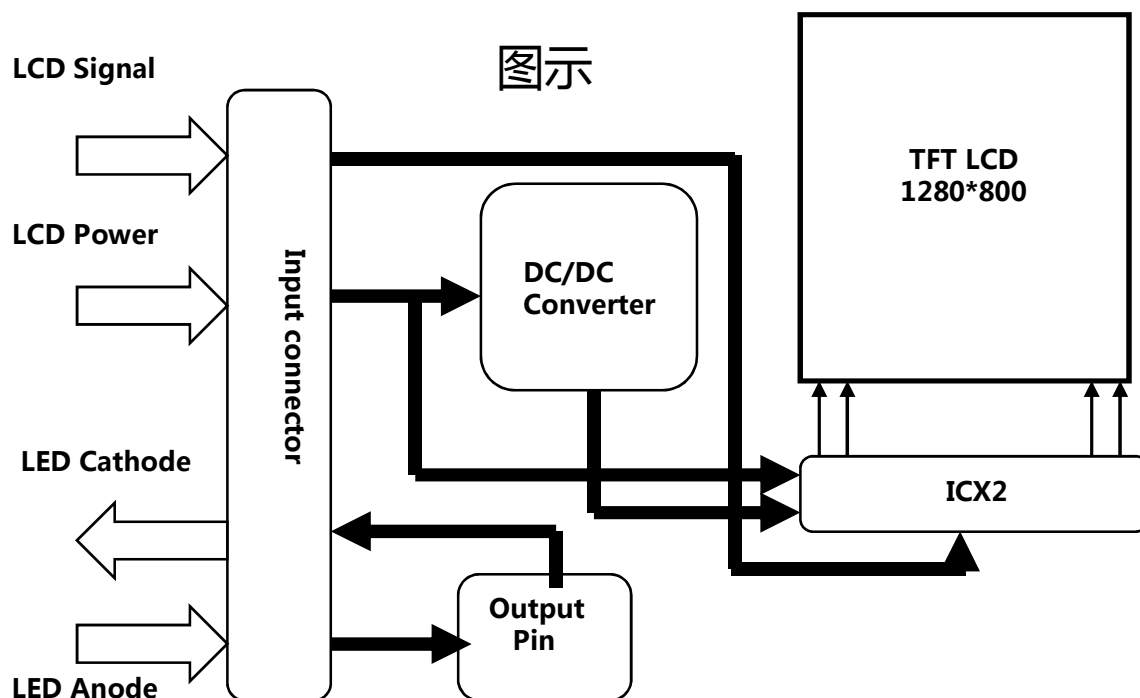 图示
LCD Signal
LCD Power
LED Cathode
LED Anode
Input connector
DC/DC
Converter
Output
Pin
TFT LCD
1280*800
ICX2